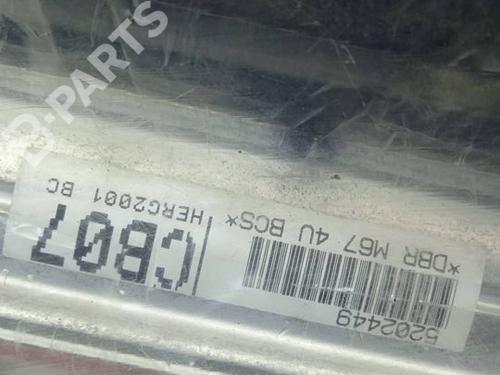 B-PARTS
5202449
*DBR M67 4U BCS*
HERC2001 BC
CB07